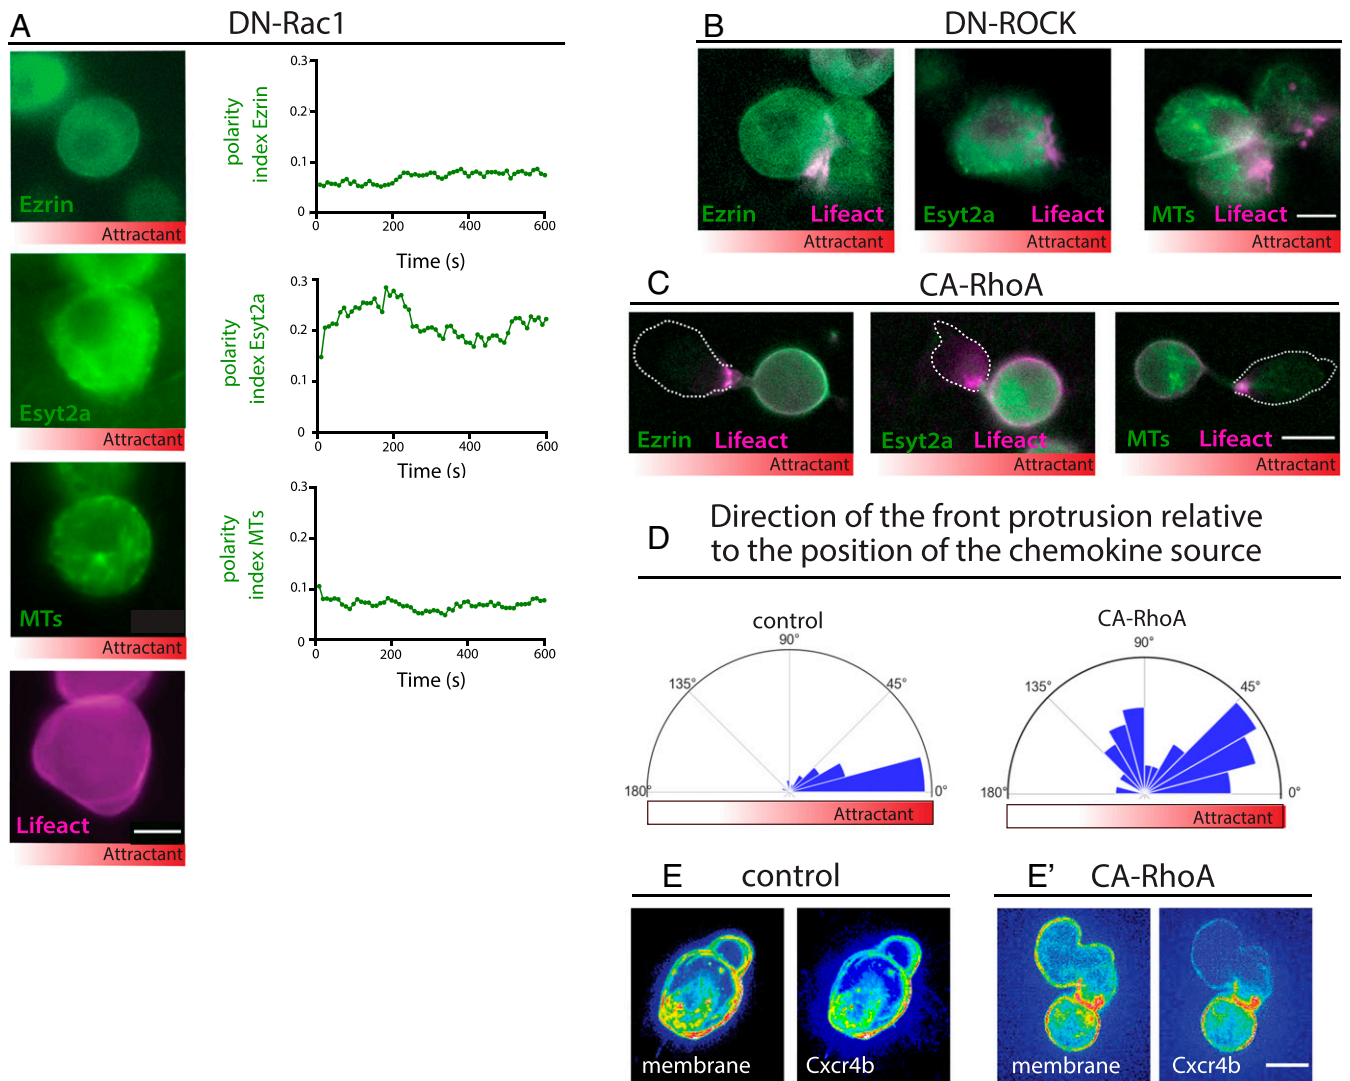 A
DN-Rac1
Ezrin
Attractant
polarity
index Ezrin
0.3
0.2
0.1
0
0
200
400
600
Time (s)
Esyt2a
Attractant
polarity
index Esyt2a
0.3
0.2
0.1
0
0
200
400
600
Time (s)
MTs
Attractant
polarity
index MTs
0.3
0.2
0.1
0
0
200
400
600
Time (s)
Lifeact
Attractant
B
DN-ROCK
Ezrin Lifeact
Attractant
Esyt2a Lifeact
Attractant
MTs Lifeact
Attractant
C
CA-RhoA
Ezrin Lifeact
Attractant
Esyt2a Lifeact
Attractant
MTs Lifeact
Attractant
D
Direction of the front protrusion relative
to the position of the chemokine source
control
90°
135°
45°
180°
0°
Attractant
CA-RhoA
90°
135°
45°
180°
0°
Attractant
E control
membrane
Cxcr4b
E’ CA-RhoA
membrane
Cxcr4b